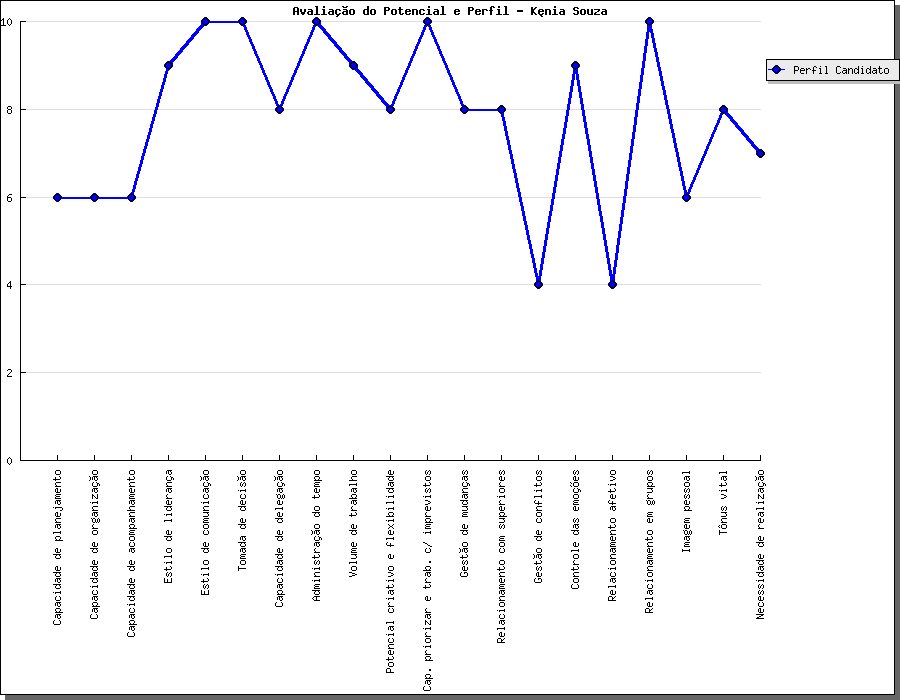 Avaliação do Potencial e Perfil - Kęnia Souza
Perfil Candidato
10
8
6
4
2
0
Capacidade de planejamento
Capacidade de organização
Capacidade de acompanhamento
Estilo de liderança
Estilo de comunicação
Tomada de decisão
Capacidade de delegação
Administração do tempo
Volume de trabalho
Potencial criativo e flexibilidade
Cap. priorizar e trab. c/ imprevistos
Gestão de mudanças
Relacionamento com superiores
Gestão de conflitos
Controle das emoções
Relacionamento afetivo
Relacionamento em grupos
Imagem pessoal
Tônus vital
Necessidade de realização